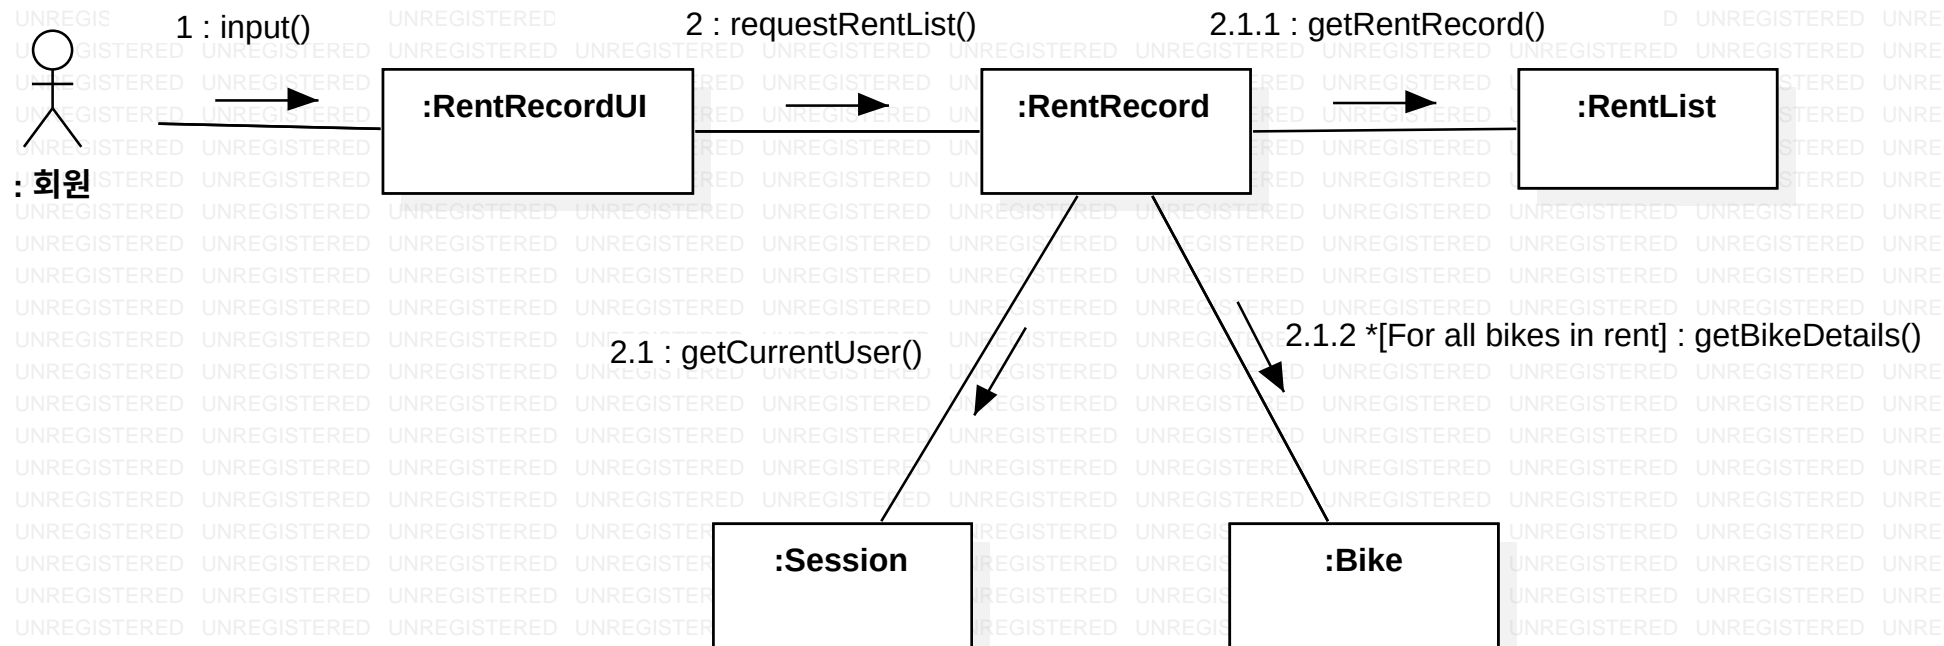 1 : input()
2 : requestRentList()
2.1.1 : getRentRecord()
:RentRecordUI
:RentRecord
:RentList
: 회원
2.1 : getCurrentUser()
2.1.2 *[For all bikes in rent] : getBikeDetails()
:Session
:Bike
UNREGISTERED